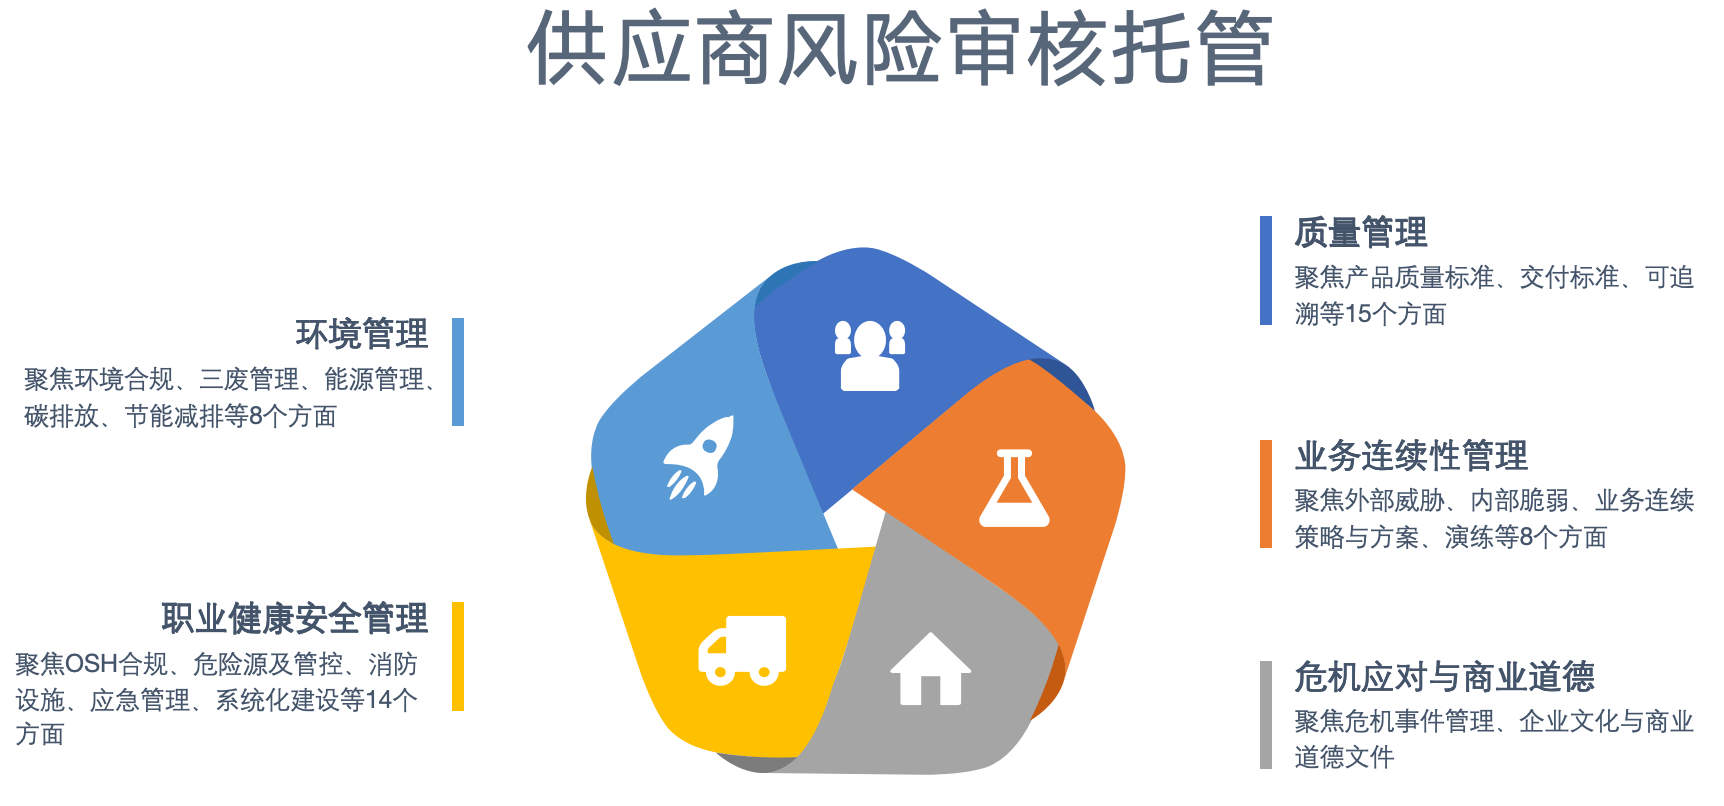 供应商风险审核托管
环境管理
聚焦环境合规、三废管理、能源管理、
碳排放、节能减排等8个方面
职业健康安全管理
聚焦OSH合规、危险源及管控、消防
设施、应急管理、系统化建设等14个
方面
质量管理
聚焦产品质量标准、交付标准、可追
溯等15个方面
业务连续性管理
聚焦外部威胁、内部脆弱、业务连续
策略与方案、演练等8个方面
危机应对与商业道德
聚焦危机事件管理、企业文化与商业
道德文件